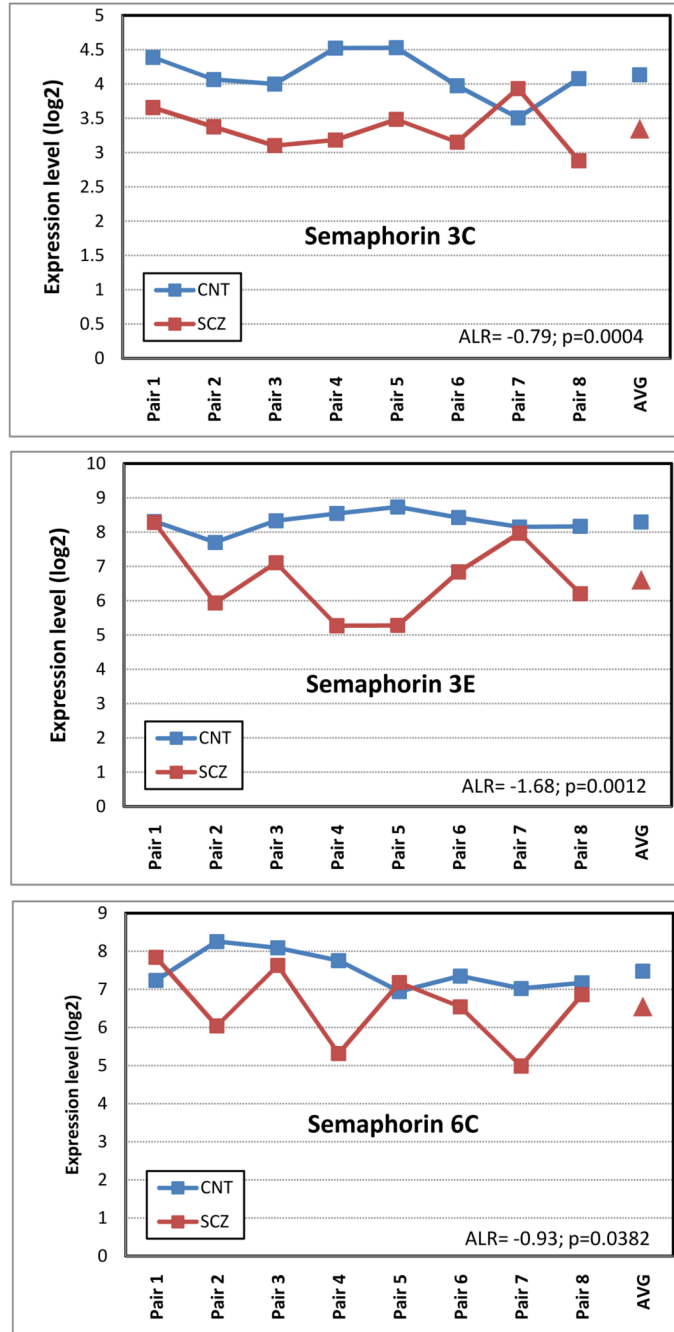 5
4.5
4
3.5
3
2.5
2
1.5
1
0.5
0
Expression level (log2)
Semaphorin 3C
CNT
SCZ
ALR= -0.79; p=0.0004
Pair 1
Pair 2
Pair 3
Pair 4
Pair 5
Pair 6
Pair 7
Pair 8
AVG
10
9
8
7
6
5
4
3
2
1
0
Expression level (log2)
Semaphorin 3E
CNT
SCZ
ALR= -1.68; p=0.0012
Pair 1
Pair 2
Pair 3
Pair 4
Pair 5
Pair 6
Pair 7
Pair 8
AVG
9
8
7
6
5
4
3
2
1
0
Expression level (log2)
Semaphorin 6C
CNT
SCZ
ALR= -0.93; p=0.0382
Pair 1
Pair 2
Pair 3
Pair 4
Pair 5
Pair 6
Pair 7
Pair 8
AVG